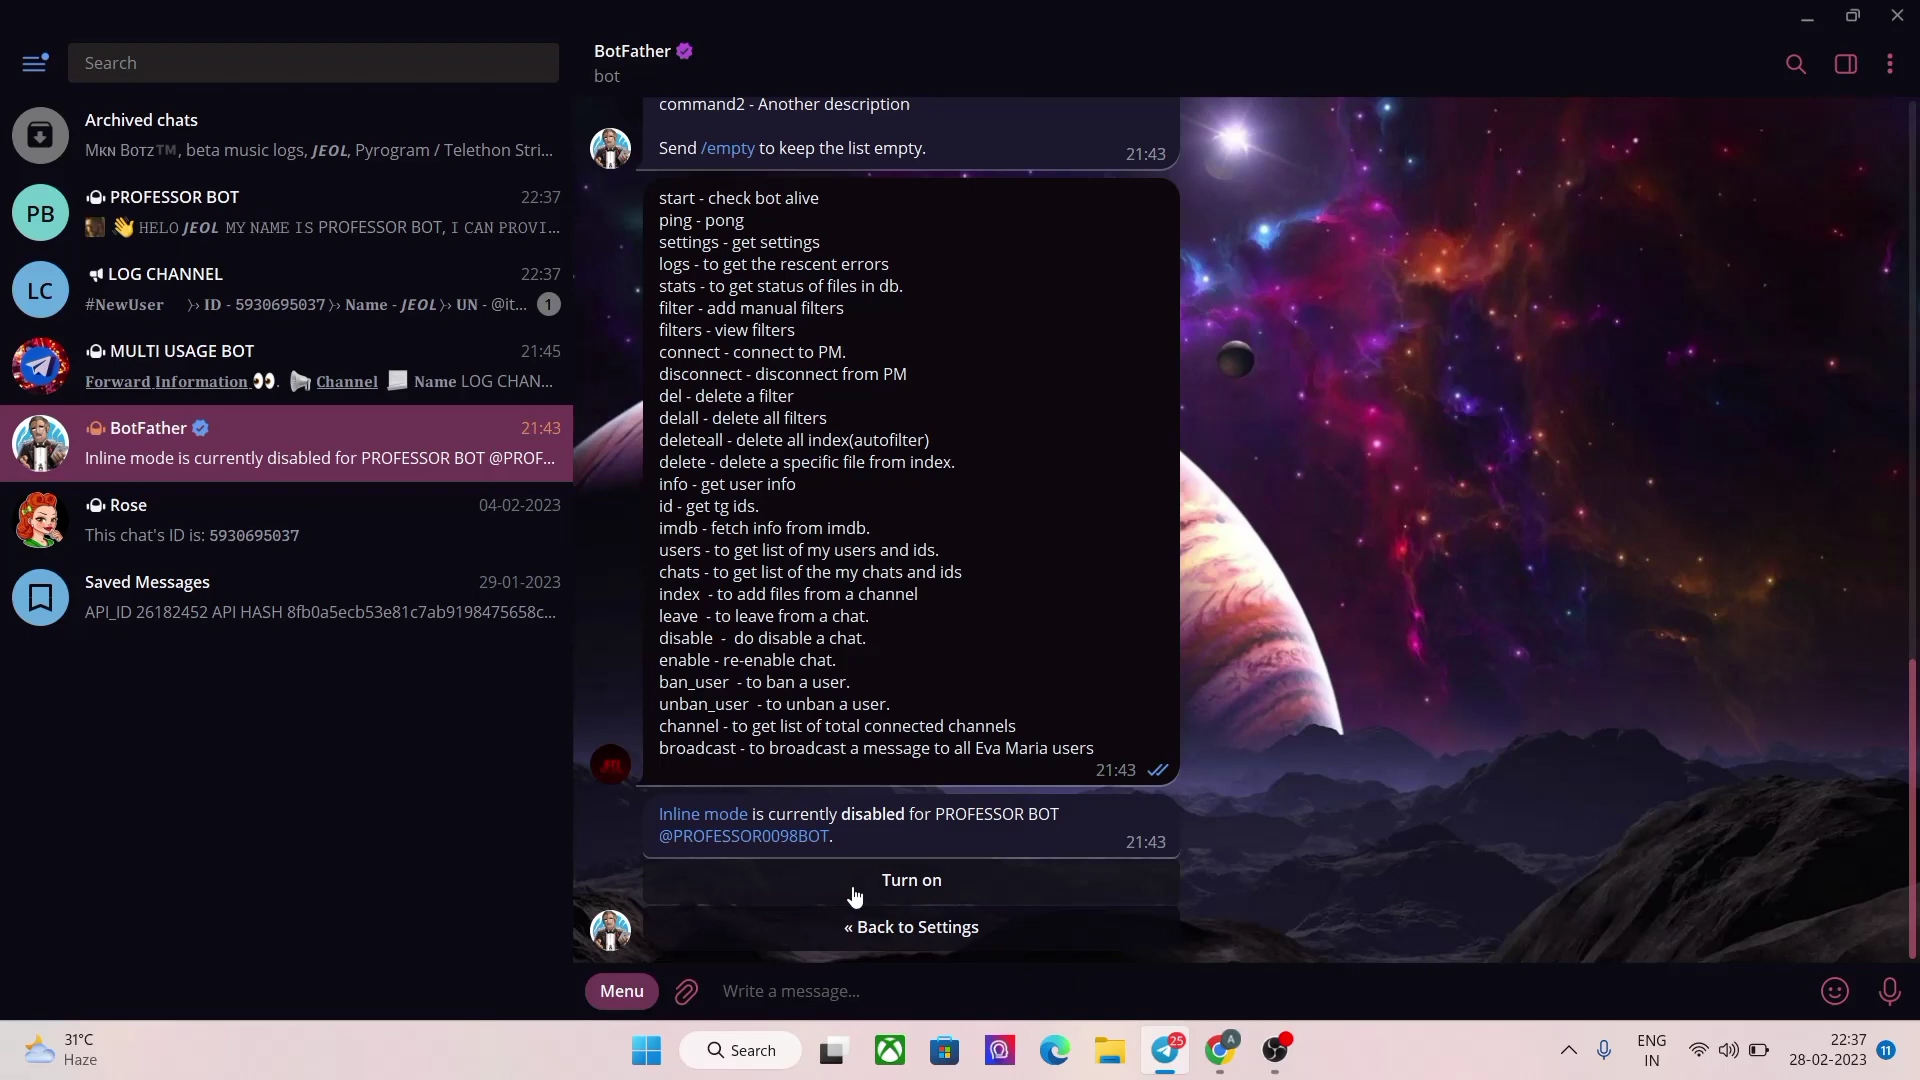 Search
Archived chats
Mᴋɴ BᴏᴛᴢTM, beta music logs, JEOL, Pyrogram / Telethon Stri...
PROFESSOR BOT
22:37
PB
👋 HELO JEOL MY NAME IS PROFESSOR BOT, I CAN PROVI...
LOG CHANNEL
22:37
LC
#NewUser ᚛› ID - 5930695037 ᚛› Name - JEOL ᚛› UN - @it...
1
MULTI USAGE BOT
21:45
Forward Information 👀. Channel Name LOG CHAN...
BotFather
21:43
Inline mode is currently disabled for PROFESSOR BOT @PROF...
Rose
04-02-2023
This chat's ID is: 5930695037
Saved Messages
29-01-2023
API_ID 26182452 API HASH 8fb0a5ecb53e81c7ab9198475658c...
BotFather
bot
command2 - Another description
Send /empty to keep the list empty.
21:43
start - check bot alive
ping - pong
settings - get settings
logs - to get the rescent errors
stats - to get status of files in db.
filter - add manual filters
filters - view filters
connect - connect to PM.
disconnect - disconnect from PM
del - delete a filter
delall - delete all filters
deleteall - delete all index(autofilter)
delete - delete a specific file from index.
info - get user info
id - get tg ids.
imdb - fetch info from imdb.
users - to get list of my users and ids.
chats - to get list of the my chats and ids
index  - to add files from a channel
leave  - to leave from a chat.
disable  -  do disable a chat.
enable - re-enable chat.
ban_user  - to ban a user.
unban_user  - to unban a user.
channel - to get list of total connected channels
broadcast - to broadcast a message to all Eva Maria users
21:43
Inline mode is currently disabled for PROFESSOR BOT
@PROFESSOR0098BOT.
21:43
Turn on
« Back to Settings
Menu
Write a message...
31°C
Haze
Search
25
A
ENG
IN
22:37
28-02-2023
11